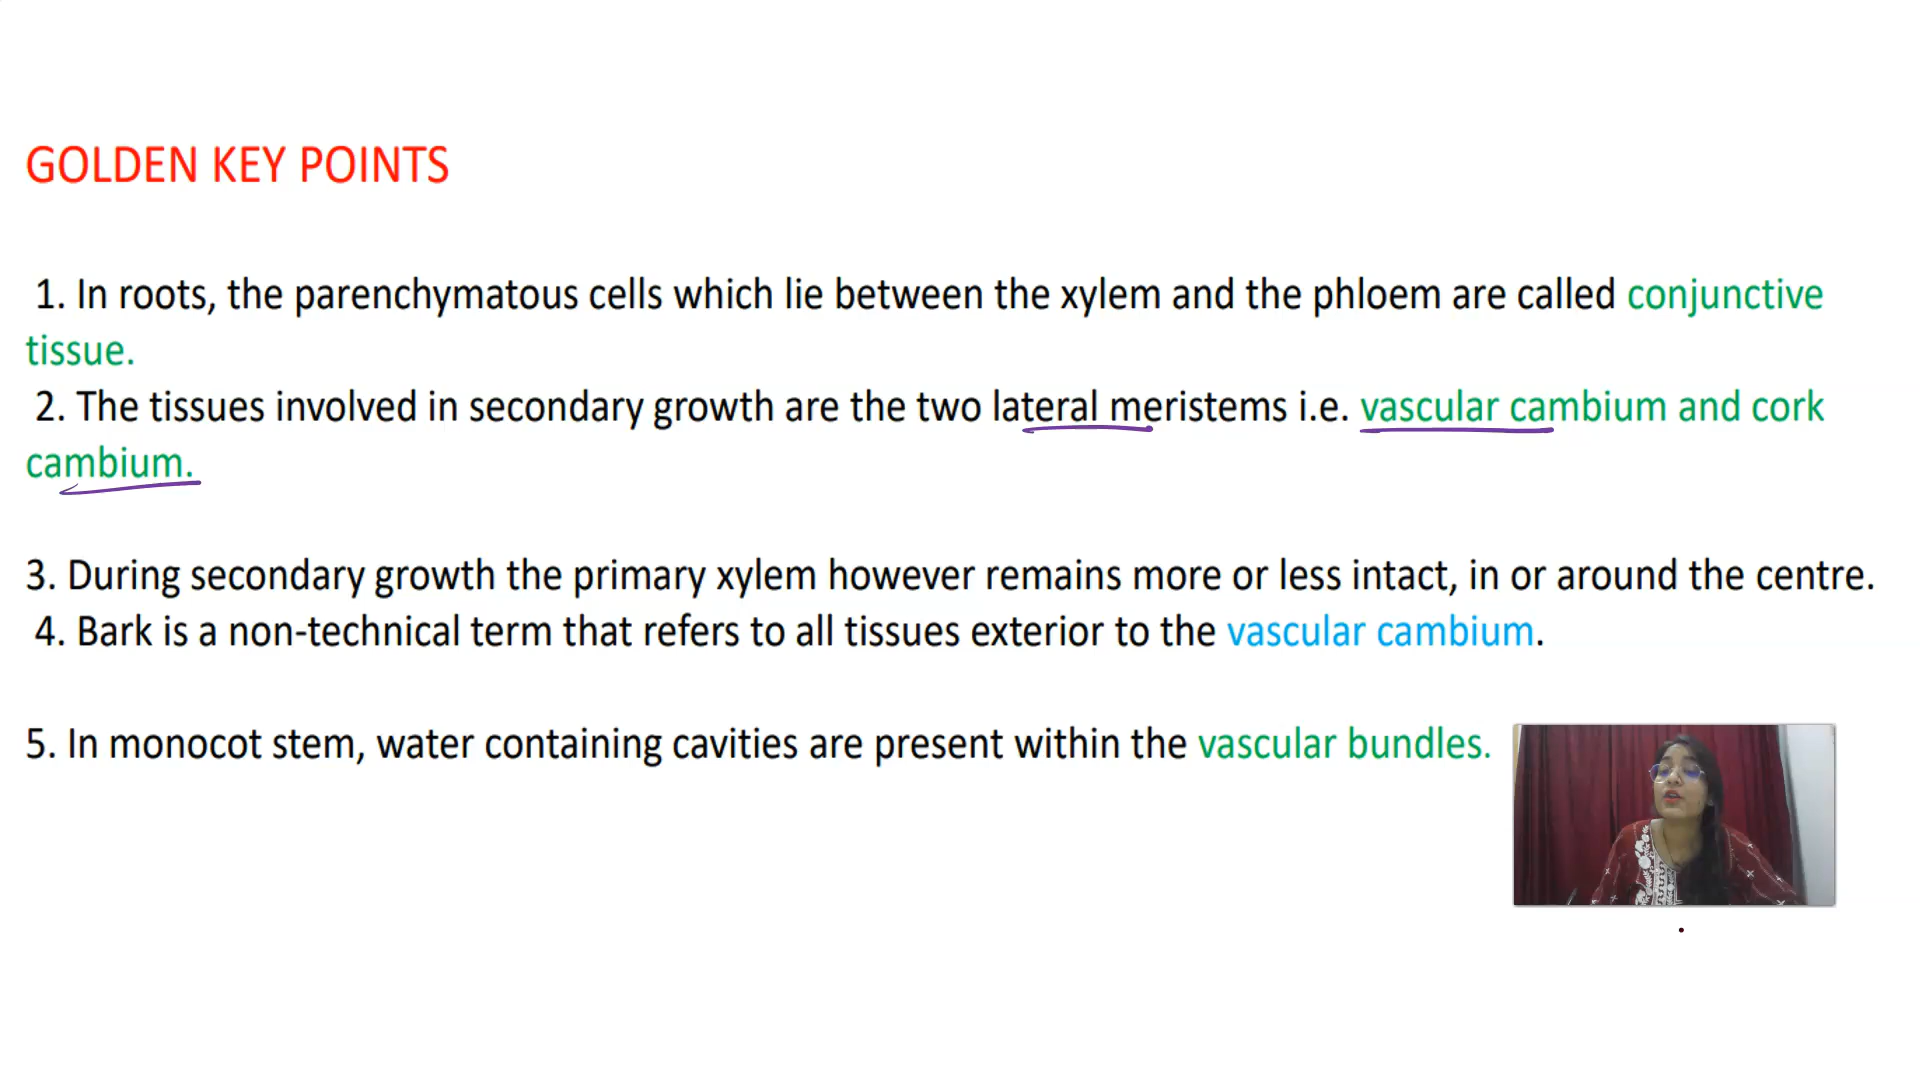 GOLDEN KEY POINTS
1. In roots, the parenchymatous cells which lie between the xylem and the phloem are called conjunctive
tissue.
2. The tissues involved in secondary growth are the two lateral meristems i.e. vascular cambium and cork
cambium.
3. During secondary growth the primary xylem however remains more or less intact, in or around the centre.
4. Bark is a non-technical term that refers to all tissues exterior to the vascular cambium.
5. In monocot stem, water containing cavities are present within the vascular bundles.